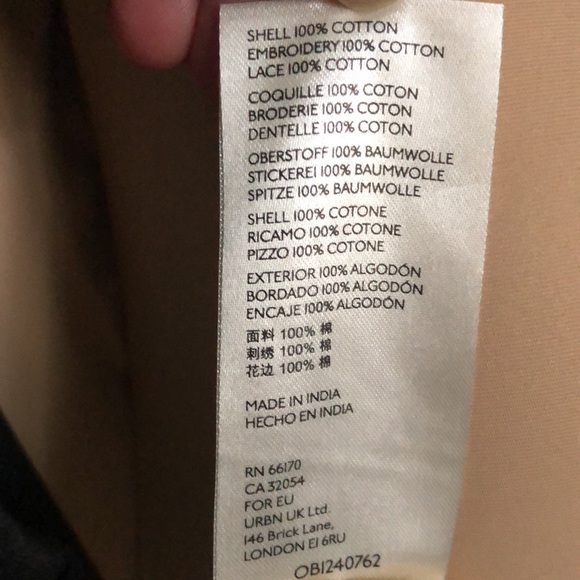 SHELL 100% COTTON
EMBROIDERY 100% COTTON
LACE 100% COTTON
COQUILLE 100% COTON
BRODERIE 100% COTON
DENTELLE 100% COTON
OBERSTOFF 100% BAUMWOLLE
STICKEREI 100% BAUMWOLLE
SPITZE 100% BAUMWOLLE
SHELL 100% COTONE
RICAMO 100% COTONE
PIZZO 100% COTONE
EXTERIOR 100% ALGODÓN
BORDADO 100% ALGODÓN
ENCAJE 100% ALGODÓN
面料 100% 棉
刺绣 100% 棉
花边 100% 棉
MADE IN INDIA
HECHO EN INDIA
RN 66170
CA 32054
FOR EU
URBN UK Ltd.
146 Brick Lane,
LONDON E1 6RU
OB1240762